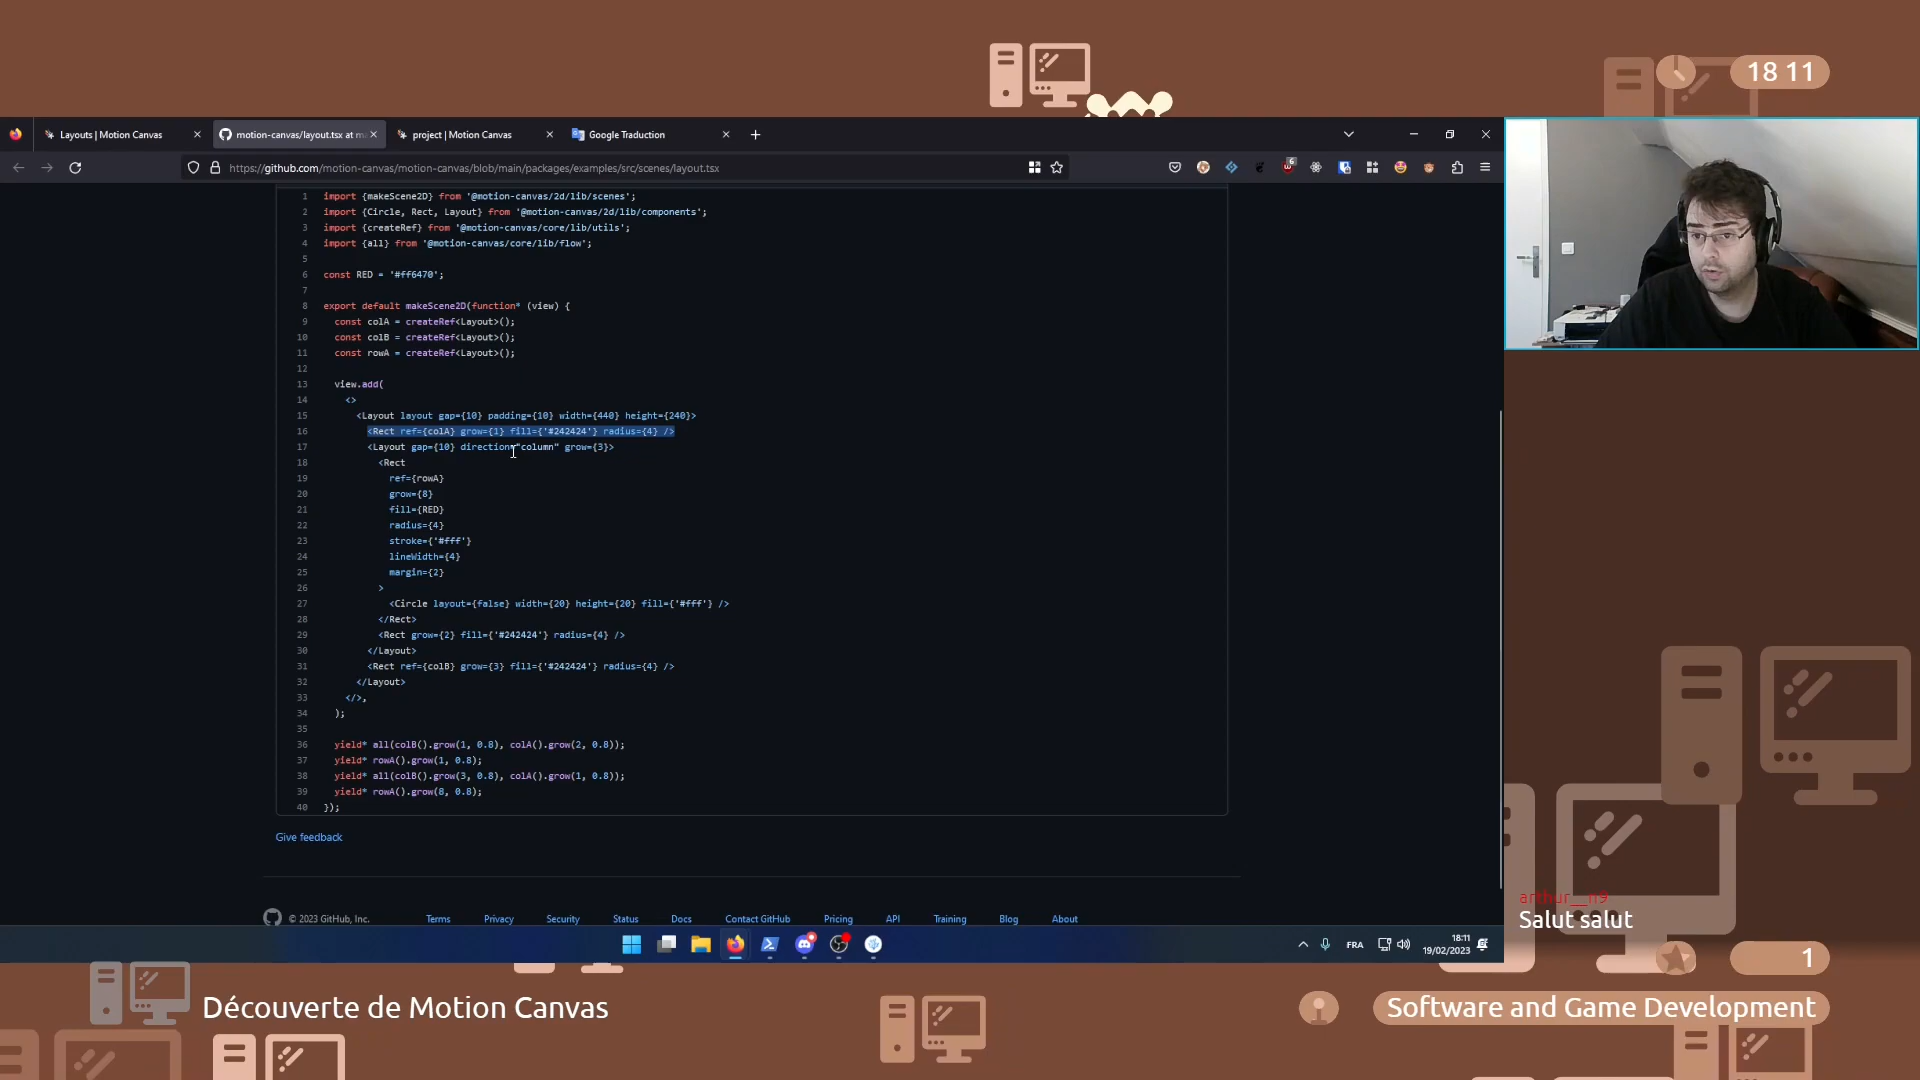 18 11
Layouts | Motion Canvas
motion-canvas/layout.tsx at m
project | Motion Canvas
Google Traduction
https://github.com/motion-canvas/motion-canvas/blob/main/packages/examples/src/scenes/layout.tsx
6
1 import {makeScene2D} from '@motion-canvas/2d/lib/scenes';
2 import {Circle, Rect, Layout} from '@motion-canvas/2d/lib/components';
3 import {createRef} from '@motion-canvas/core/lib/utils';
4 import {all} from '@motion-canvas/core/lib/flow';
5
6 const RED = '#ff6470';
7
8 export default makeScene2D(function* (view) {
9 const colA = createRef<Layout>();
10 const colB = createRef<Layout>();
11 const rowA = createRef<Layout>();
12
13 view.add(
14 <>
15 <Layout layout gap={10} padding={10} width={440} height={240}>
16 <Rect ref={colA} grow={1} fill={'#242424'} radius={4} />
17 <Layout gap={10} direction="column" grow={3}>
18 <Rect
19 ref={rowA}
20 grow={8}
21 fill={RED}
22 radius={4}
23 stroke={'#fff'}
24 lineWidth={4}
25 margin={2}
26 >
27 <Circle layout={false} width={20} height={20} fill={'#fff'} />
28 </Rect>
29 <Rect grow={2} fill={'#242424'} radius={4} />
30 </Layout>
31 <Rect ref={colB} grow={3} fill={'#242424'} radius={4} />
32 </Layout>
33 </>,
34 );
35
36 yield* all(colB().grow(1, 0.8), colA().grow(2, 0.8));
37 yield* rowA().grow(1, 0.8);
38 yield* all(colB().grow(3, 0.8), colA().grow(1, 0.8));
39 yield* rowA().grow(8, 0.8);
40 });
Give feedback
© 2023 GitHub, Inc. Terms Privacy Security Status Docs Contact GitHub Pricing API Training Blog About
FRA
18:11
19/02/2023
arthur__n9
Salut salut
1
Découverte de Motion Canvas
Software and Game Development